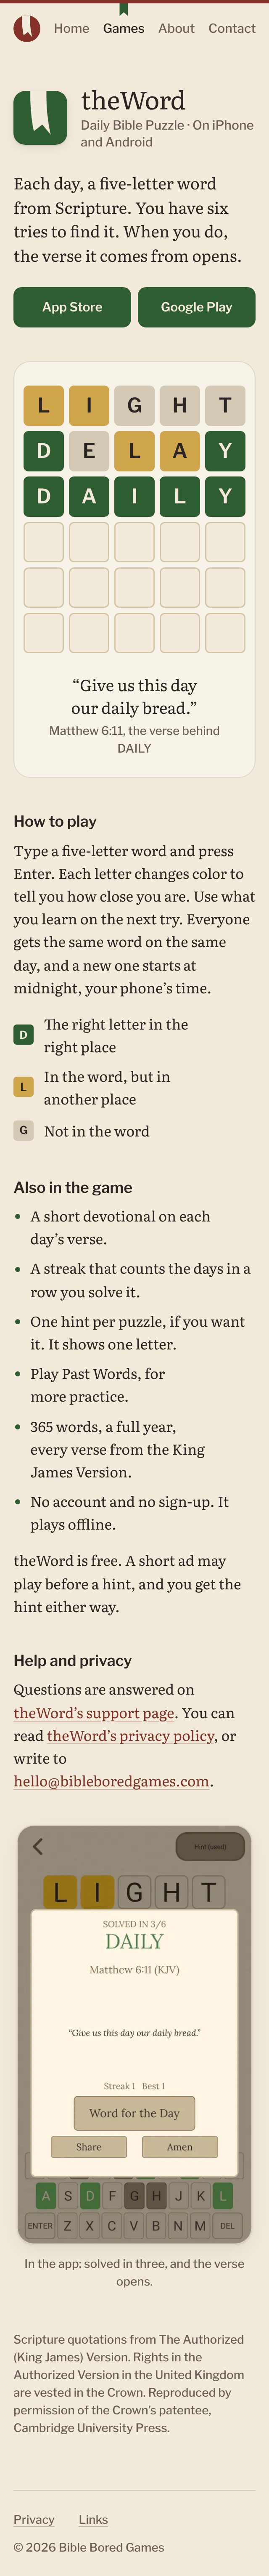 Home Games About Contact
theWord
Daily Bible Puzzle · On iPhone
and Android
Each day, a five-letter word
from Scripture. You have six
tries to find it. When you do,
the verse it comes from opens.
App Store Google Play
L I G H T
D E L A Y
D A I L Y
“Give us this day
our daily bread.”
Matthew 6:11, the verse behind
DAILY
How to play
Type a five-letter word and press
Enter. Each letter changes color to
tell you how close you are. Use what
you learn on the next try. Everyone
gets the same word on the same
day, and a new one starts at
midnight, your phone’s time.
D The right letter in the
right place
L In the word, but in
another place
G Not in the word
Also in the game
• A short devotional on each
day’s verse.
• A streak that counts the days in a
row you solve it.
• One hint per puzzle, if you want
it. It shows one letter.
• Play Past Words, for
more practice.
• 365 words, a full year,
every verse from the King
James Version.
• No account and no sign-up. It
plays offline.
theWord is free. A short ad may
play before a hint, and you get the
hint either way.
Help and privacy
Questions are answered on
theWord’s support page. You can
read theWord’s privacy policy, or
write to
hello@bibleboredgames.com.
Hint (used)
L I G H T
SOLVED IN 3/6
DAILY
Matthew 6:11 (KJV)
“Give us this day our daily bread.”
Streak 1 Best 1
Word for the Day
Share Amen
A S D F G H J K L
ENTER Z X C V B N M DEL
In the app: solved in three, and the verse
opens.
Scripture quotations from The Authorized
(King James) Version. Rights in the
Authorized Version in the United Kingdom
are vested in the Crown. Reproduced by
permission of the Crown’s patentee,
Cambridge University Press.
Privacy Links
© 2026 Bible Bored Games